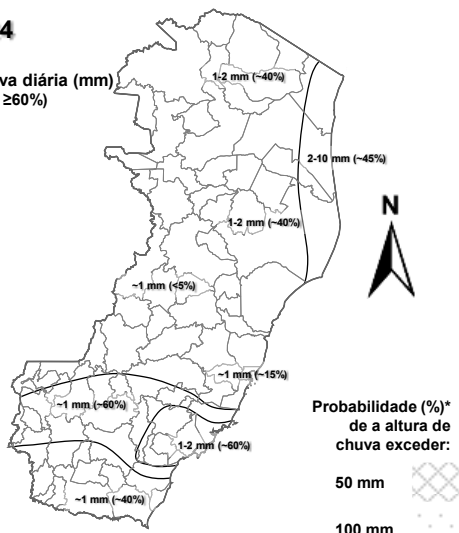 4
va diária (mm)
≥60%)
1-2 mm (~40%)
2-10 mm (~45%)
1-2 mm (~40%)
N
~1 mm (<5%)
~1 mm (~15%)
~1 mm (~60%)
1-2 mm (~60%)
~1 mm (~40%)
Probabilidade (%)*
de a altura de
chuva exceder:
50 mm
100 mm